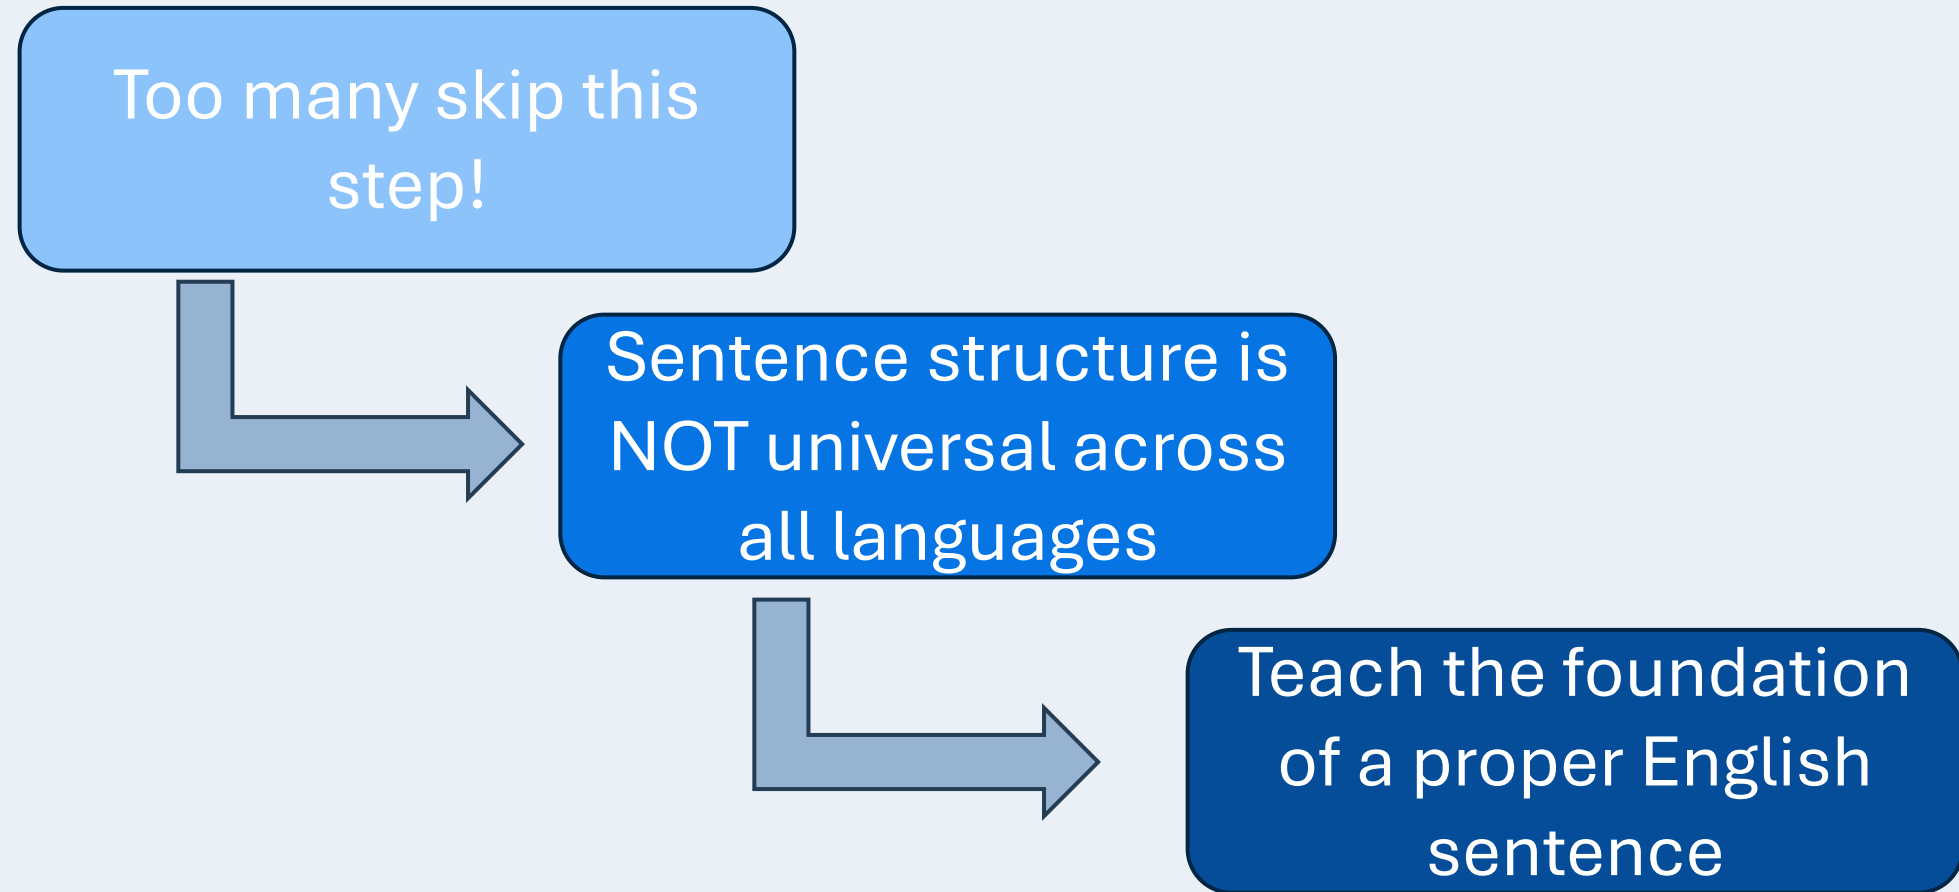 Too many skip this
step!
Sentence structure is
NOT universal across
all languages
Teach the foundation
of a proper English
sentence